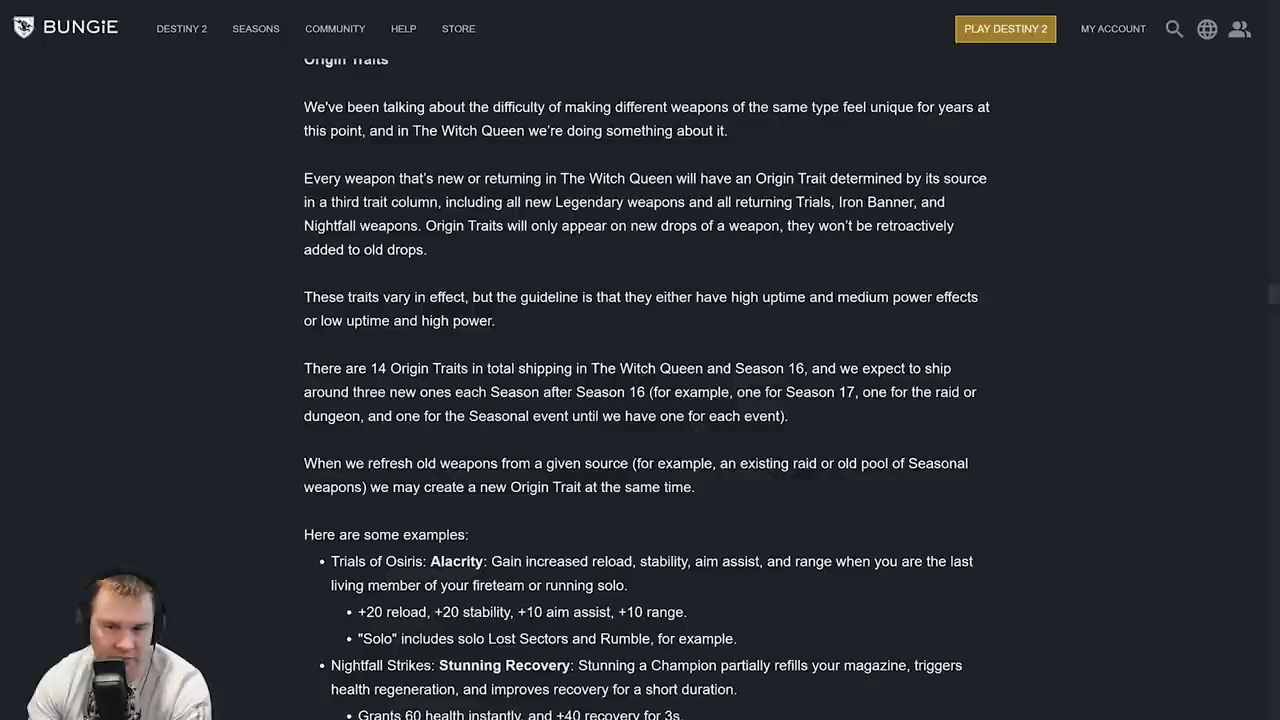 BUNGiE
DESTINY 2
SEASONS
COMMUNITY
HELP
STORE
PLAY DESTINY 2
MY ACCOUNT
Origin Traits
We've been talking about the difficulty of making different weapons of the same type feel unique for years at
this point, and in The Witch Queen we're doing something about it.
Every weapon that's new or returning in The Witch Queen will have an Origin Trait determined by its source
in a third trait column, including all new Legendary weapons and all returning Trials, Iron Banner, and
Nightfall weapons. Origin Traits will only appear on new drops of a weapon, they won't be retroactively
added to old drops.
These traits vary in effect, but the guideline is that they either have high uptime and medium power effects
or low uptime and high power.
There are 14 Origin Traits in total shipping in The Witch Queen and Season 16, and we expect to ship
around three new ones each Season after Season 16 (for example, one for Season 17, one for the raid or
dungeon, and one for the Seasonal event until we have one for each event).
When we refresh old weapons from a given source (for example, an existing raid or old pool of Seasonal
weapons) we may create a new Origin Trait at the same time.
Here are some examples:
• Trials of Osiris: Alacrity: Gain increased reload, stability, aim assist, and range when you are the last
living member of your fireteam or running solo.
• +20 reload, +20 stability, +10 aim assist, +10 range.
• "Solo" includes solo Lost Sectors and Rumble, for example.
• Nightfall Strikes: Stunning Recovery: Stunning a Champion partially refills your magazine, triggers
health regeneration, and improves recovery for a short duration.
• Grants 60 health instantly, and +40 recovery for 3s.